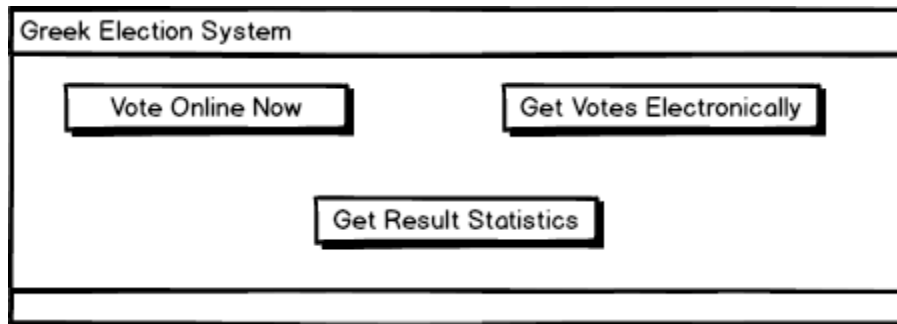 Greek Election System
Vote Online Now
Get Votes Electronically
Get Result Statistics